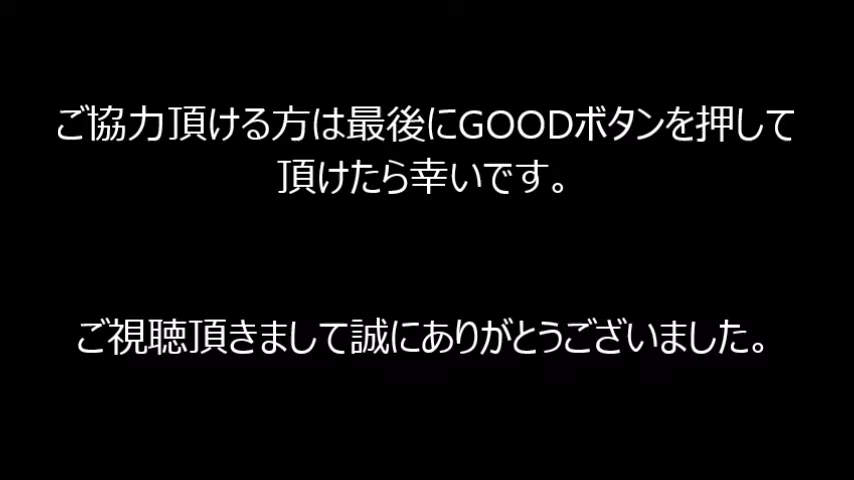 ご協力頂ける方は最後にGOODボタンを押して
頂けたら幸いです。
ご視聴頂きまして誠にありがとうございました。